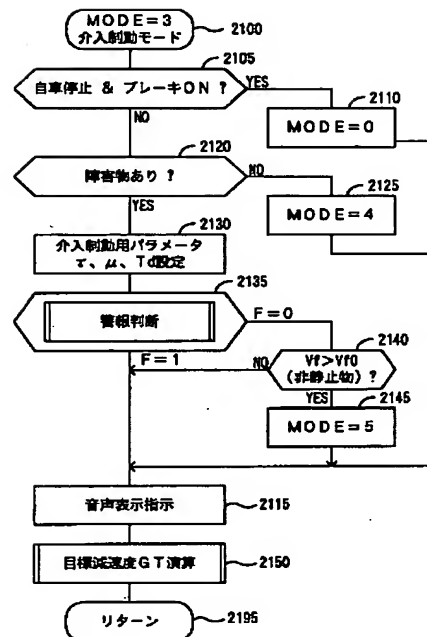 MODE=3
介入制動モード
2100
2105
自車停止 & ブレーキON ?
YES
NO
2110
MODE=0
2120
障害物あり ?
NO
YES
2125
MODE=4
2130
介入制動用パラメータ
τ、μ、Td設定
2135
警報判断
F=0
F=1
2140
Vf>Vf0
(非静止物) ?
NO
YES
2145
MODE=5
音声表示指示
2115
目標減速度GT演算
2150
リターン
2195